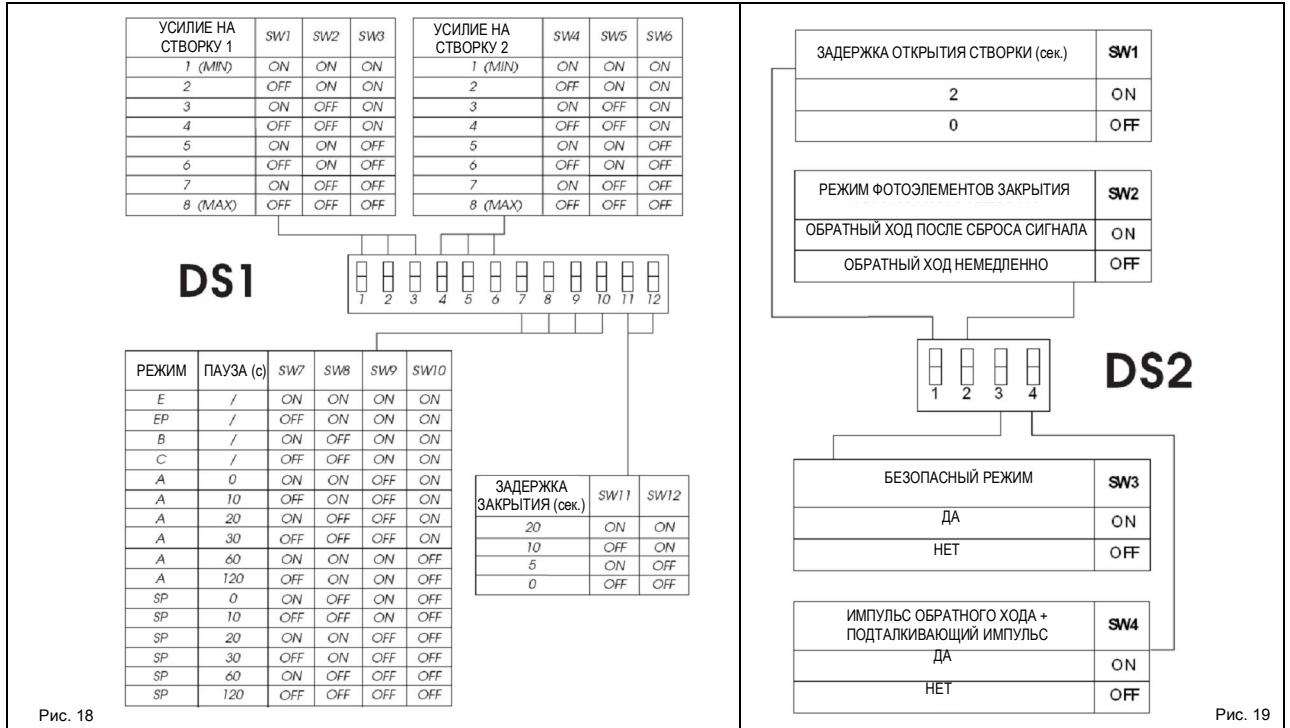 УСИЛИЕ НА СТВОРКУ 1 SW1 SW2 SW3
1 (MIN) ON ON ON
2 OFF ON ON
3 ON OFF ON
4 OFF OFF ON
5 ON ON OFF
6 OFF ON OFF
7 ON OFF OFF
8 (MAX) OFF OFF OFF
УСИЛИЕ НА СТВОРКУ 2 SW4 SW5 SW6
1 (MIN) ON ON ON
2 OFF ON ON
3 ON OFF ON
4 OFF OFF ON
5 ON ON OFF
6 OFF ON OFF
7 ON OFF OFF
8 (MAX) OFF OFF OFF
DS1
1 2 3 4 5 6 7 8 9 10 11 12
РЕЖИМ ПАУЗА (с) SW7 SW8 SW9 SW10
E / ON ON ON ON
EP / OFF ON ON ON
B / ON OFF ON ON
C / OFF OFF ON ON
A 0 ON ON OFF ON
A 10 OFF ON OFF ON
A 20 ON OFF OFF ON
A 30 OFF OFF OFF ON
A 60 ON ON ON OFF
A 120 OFF ON ON OFF
SP 0 ON OFF ON OFF
SP 10 OFF OFF ON OFF
SP 20 ON ON OFF OFF
SP 30 OFF ON OFF OFF
SP 60 ON OFF OFF OFF
SP 120 OFF OFF OFF OFF
ЗАДЕРЖКА
ЗАКРЫТИЯ (сек.) SW11 SW12
20 ON ON
10 OFF ON
5 ON OFF
0 OFF OFF
Рис. 18
ЗАДЕРЖКА ОТКРЫТИЯ СТВОРКИ (сек.) SW1
2 ON
0 OFF
РЕЖИМ ФОТОЭЛЕМЕНТОВ ЗАКРЫТИЯ SW2
ОБРАТНЫЙ ХОД ПОСЛЕ СБРОСА СИГНАЛА ON
ОБРАТНЫЙ ХОД НЕМЕДЛЕННО OFF
DS2
1 2 3 4
БЕЗОПАСНЫЙ РЕЖИМ SW3
ДА ON
НЕТ OFF
ИМПУЛЬС ОБРАТНОГО ХОДА +
ПОДТАЛКИВАЮЩИЙ ИМПУЛЬС SW4
ДА ON
НЕТ OFF
Рис. 19